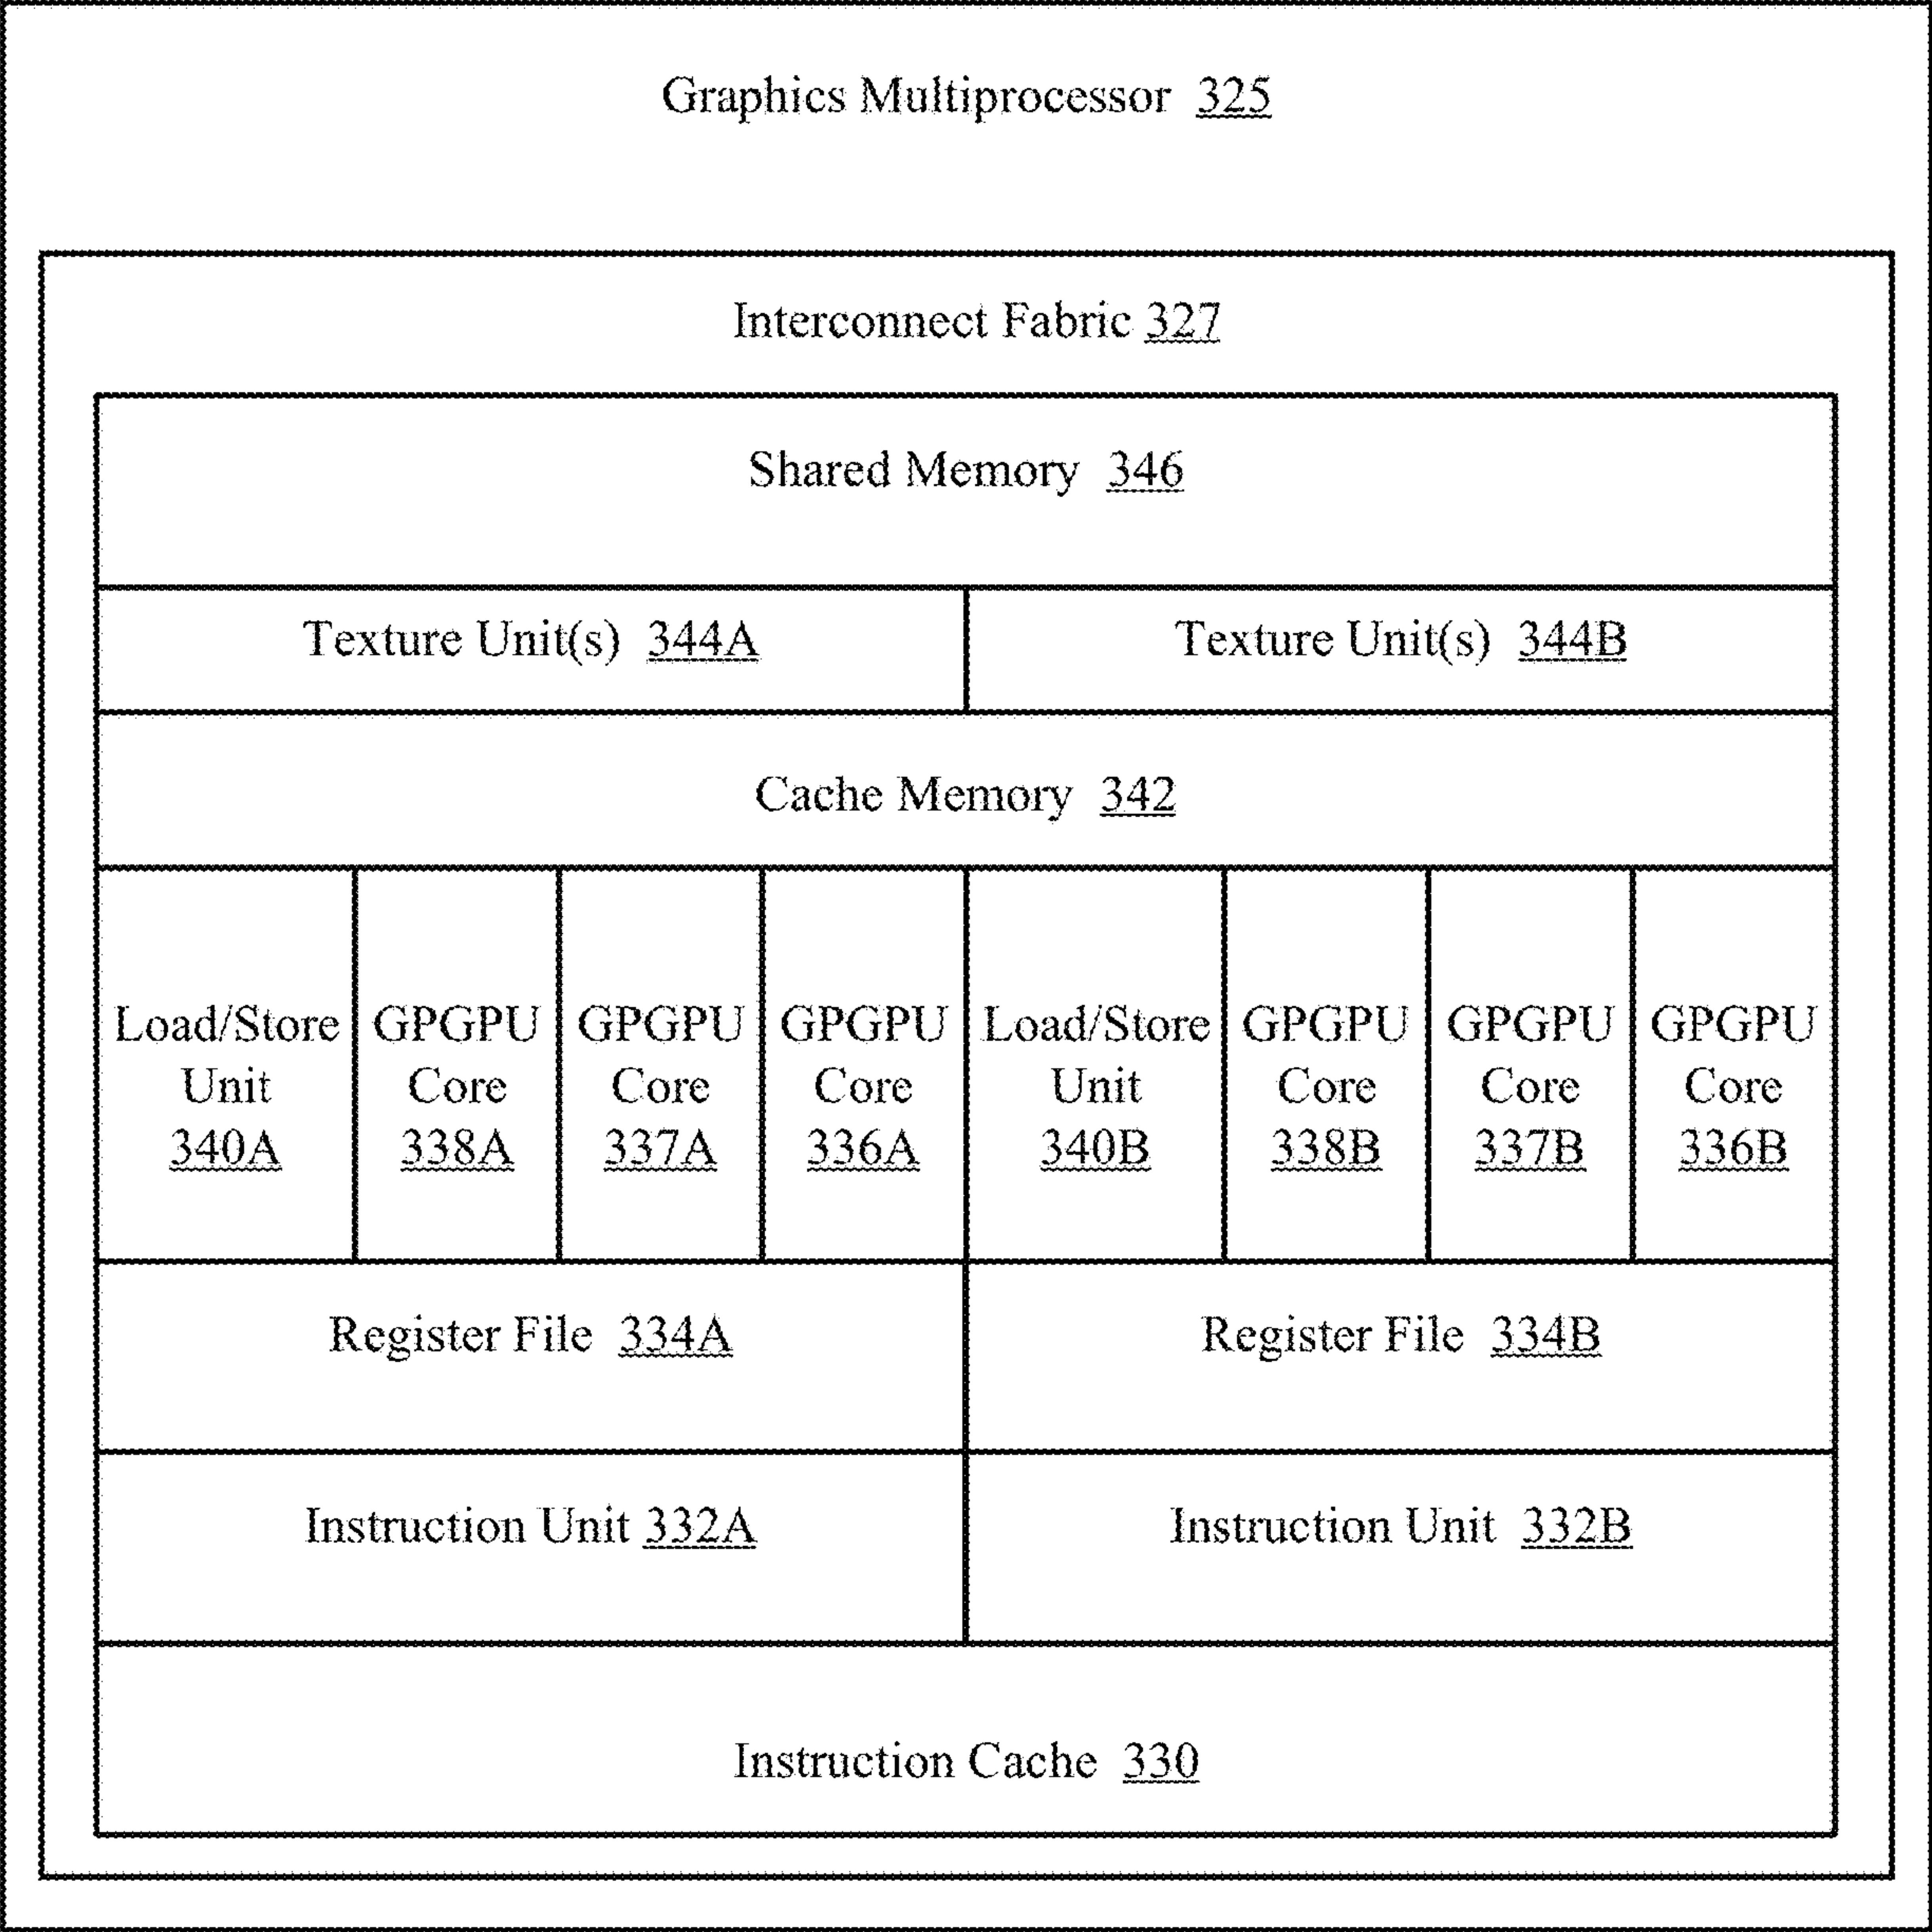 Graphics Multiprocessor 325
Interconnect Fabric 327
Shared Memory 346
Texture Unit(s) 344A
Texture Unit(s) 344B
Cache Memory 342
Load/Store
Unit
340A
GPGPU
Core
338A
GPGPU
Core
337A
GPGPU
Core
336A
Load/Store
Unit
340B
GPGPU
Core
338B
GPGPU
Core
337B
GPGPU
Core
336B
Register File 334A
Register File 334B
Instruction Unit 332A
Instruction Unit 332B
Instruction Cache 330